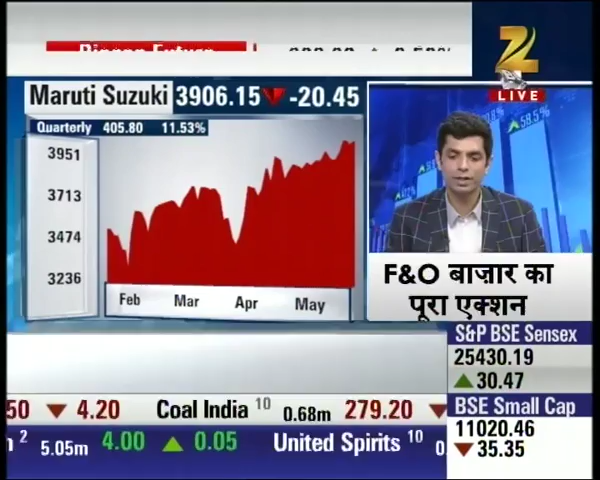 LIVE
Maruti Suzuki 3906.15 -20.45
Quarterly 405.80 11.53%
3951
3713
3474
3236
Feb Mar Apr May
F&O बाज़ार का
पूरा एक्शन
S&P BSE Sensex
25430.19
30.47
BSE Small Cap
11020.46
35.35
50 4.20 Coal India 10 0.68m 279.20
2 5.05m 4.00 0.05 United Spirits 10